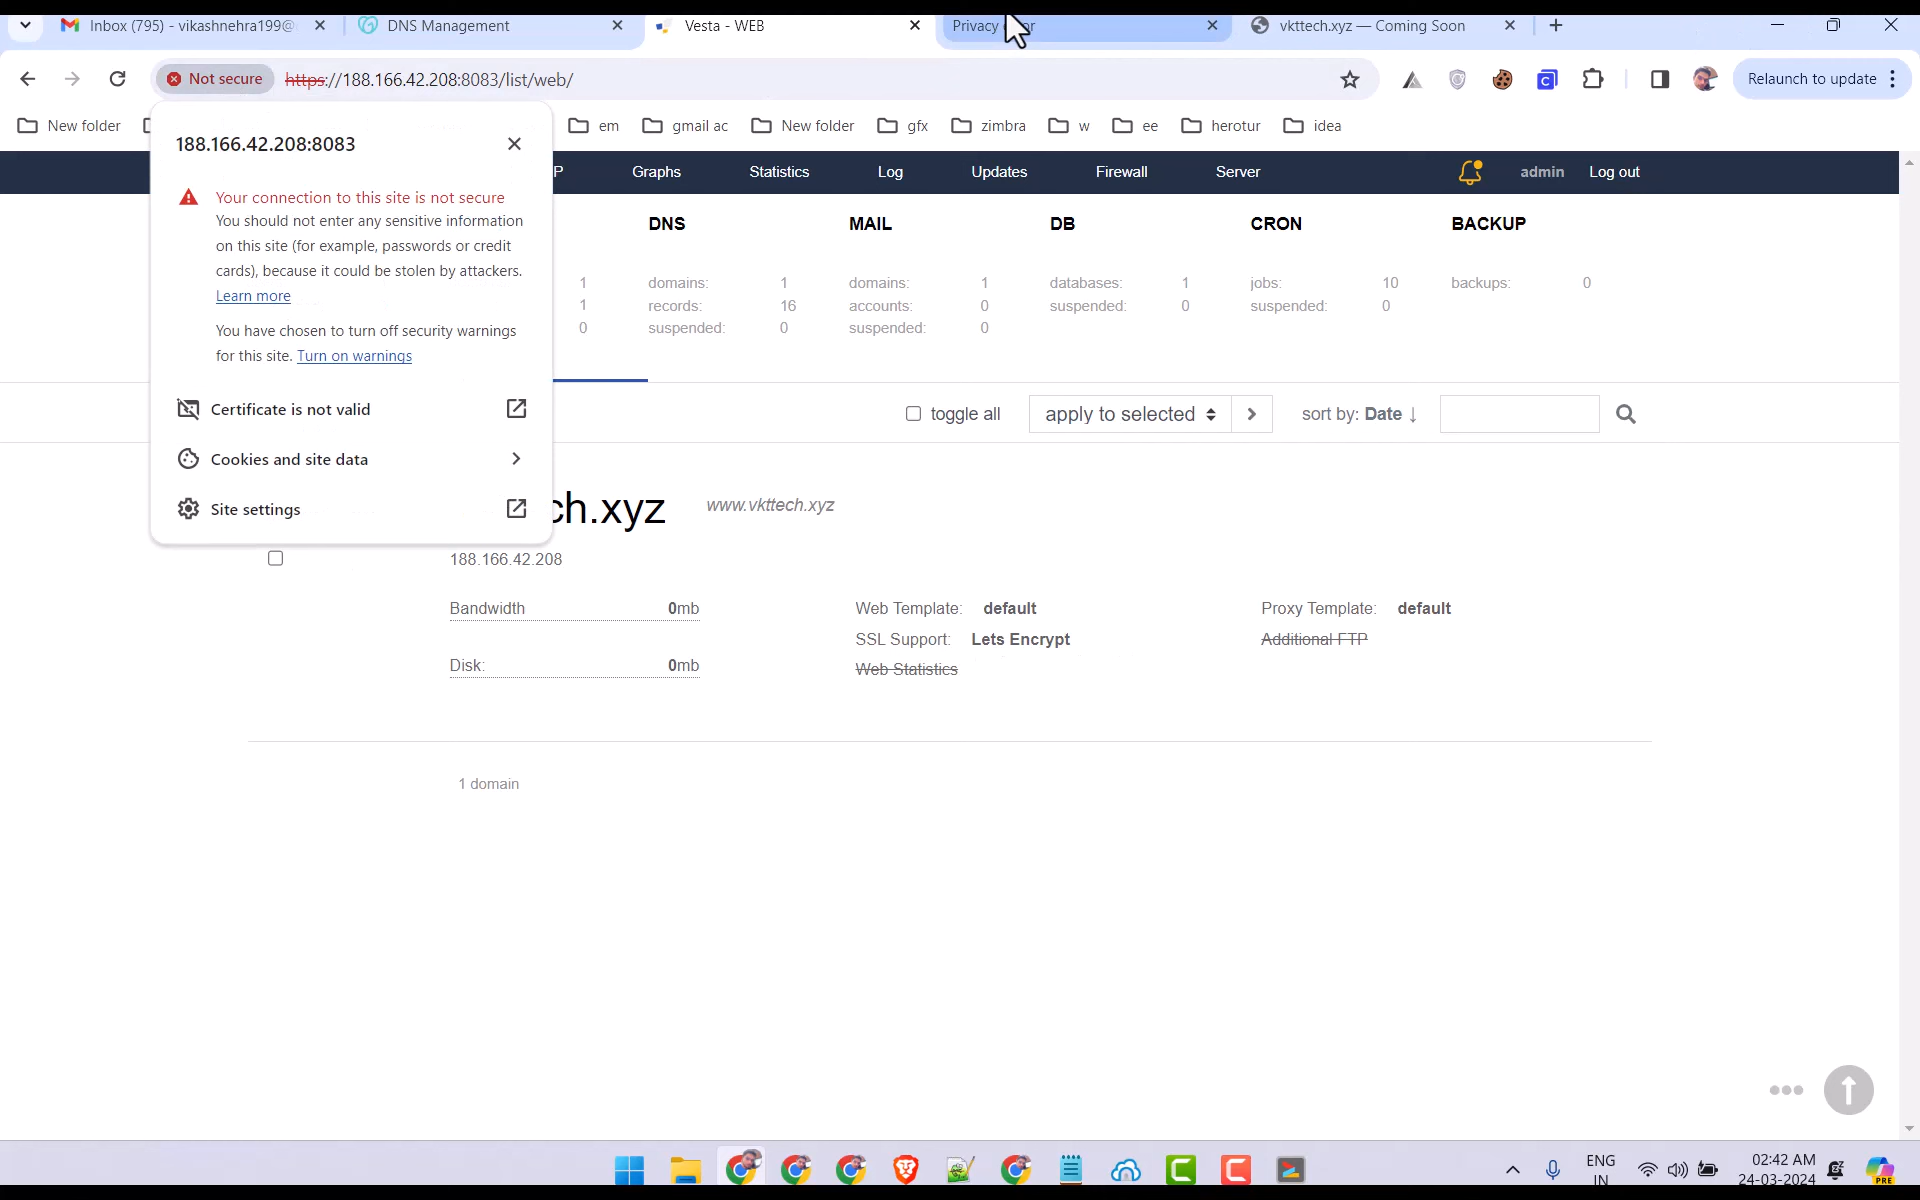 Inbox (795) - vikashnehra199@
DNS Management
Vesta - WEB
Privacy
vkttech.xyz — Coming Soon
Not secure
https://188.166.42.208:8083/list/web/
Relaunch to update
New folder
em
gmail ac
New folder
gfx
zimbra
w
ee
herotur
idea
188.166.42.208:8083
Your connection to this site is not secure
You should not enter any sensitive information
on this site (for example, passwords or credit
cards), because it could be stolen by attackers.
Learn more
You have chosen to turn off security warnings
for this site. Turn on warnings
Certificate is not valid
Cookies and site data
Site settings
P
Graphs
Statistics
Log
Updates
Firewall
Server
admin
Log out
DNS
MAIL
DB
CRON
BACKUP
1
domains: 1
domains: 1
databases: 1
jobs: 10
backups: 0
1
records: 16
accounts: 0
suspended: 0
suspended: 0
0
suspended: 0
suspended: 0
toggle all
apply to selected
sort by: Date ↓
ch.xyz
www.vkttech.xyz
188.166.42.208
Bandwidth 0mb
Web Template: default
Proxy Template: default
SSL Support: Lets Encrypt
Additional FTP
Disk: 0mb
Web Statistics
1 domain
ENG
IN
02:42 AM
24-03-2024
PRE